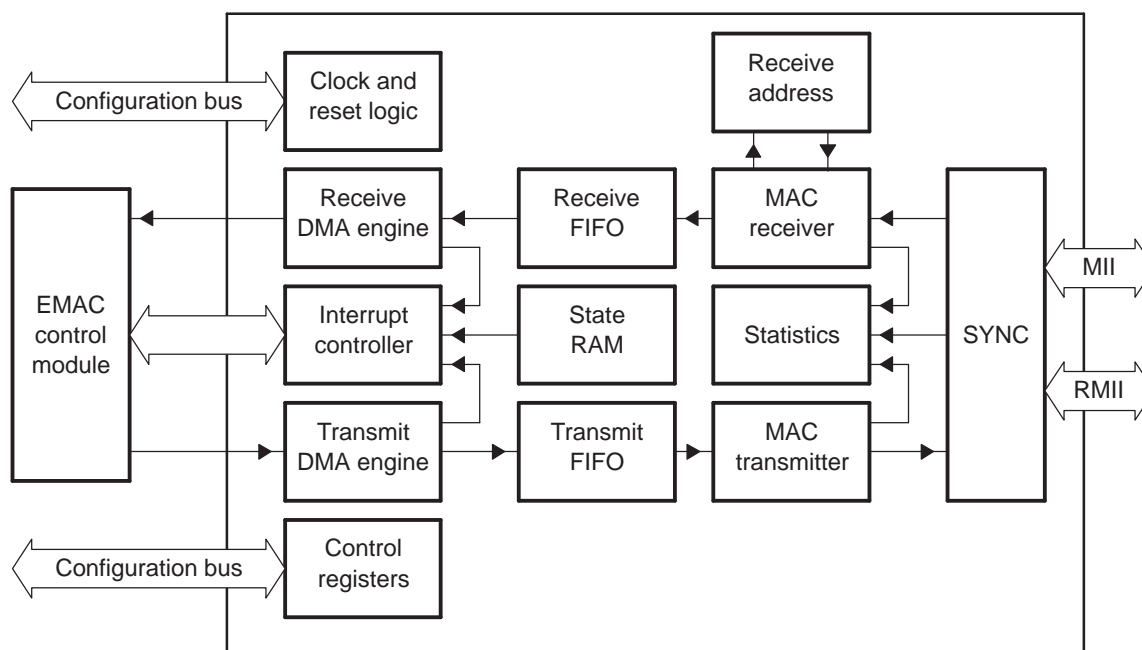 Clock and
reset logic
Receive
address
Configuration bus
Receive
DMA engine
Receive
FIFO
MAC
receiver
EMAC
control
module
Interrupt
controller
State
RAM
Statistics
SYNC
MII
RMII
Transmit
DMA engine
Transmit
FIFO
MAC
transmitter
Configuration bus
Control
registers